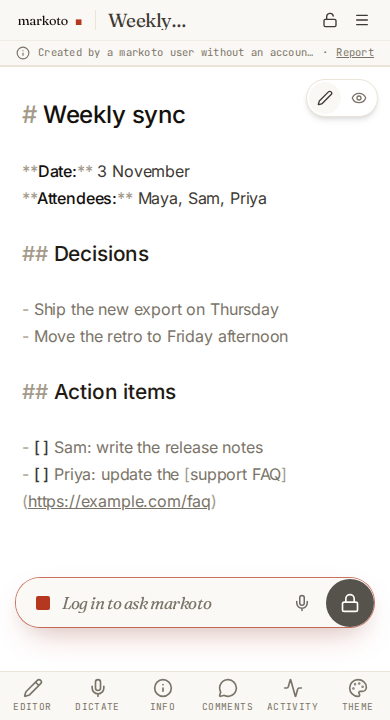 markoto
Weekly…
Created by a markoto user without an accoun… · Report
# Weekly sync
**Date:** 3 November
**Attendees:** Maya, Sam, Priya
## Decisions
- Ship the new export on Thursday
- Move the retro to Friday afternoon
## Action items
- [ ] Sam: write the release notes
- [ ] Priya: update the [support FAQ]
(https://example.com/faq)
Log in to ask markoto
EDITOR DICTATE INFO COMMENTS ACTIVITY THEME